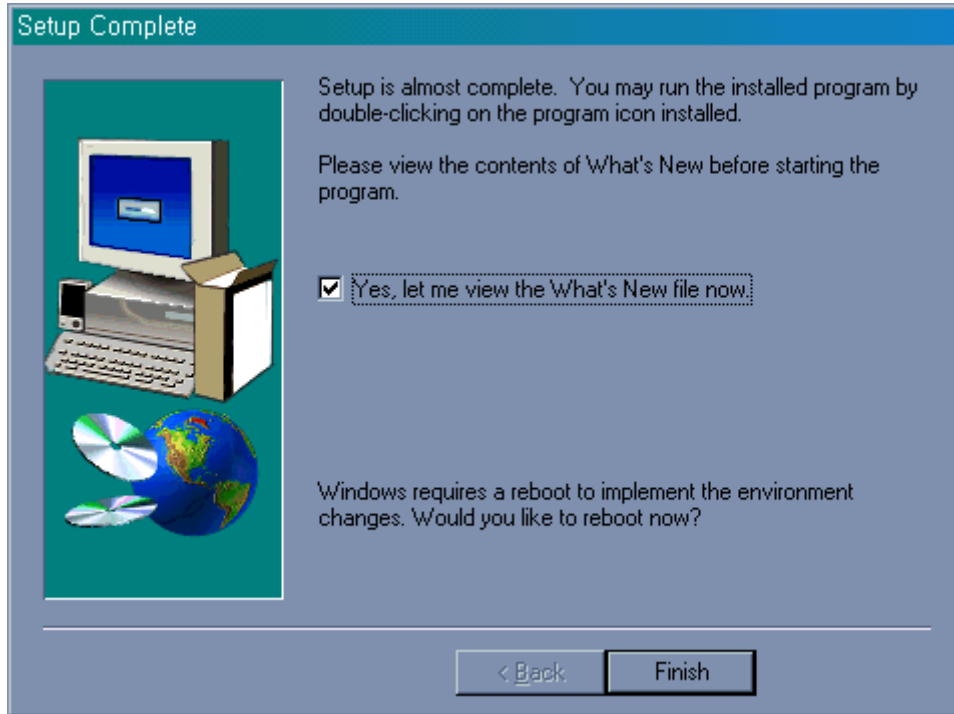 Setup Complete
Setup is almost complete.  You may run the installed program by
double-clicking on the program icon installed.
Please view the contents of What's New before starting the
program.
Yes, let me view the What's New file now.
Windows requires a reboot to implement the environment
changes. Would you like to reboot now?
< Back
Finish